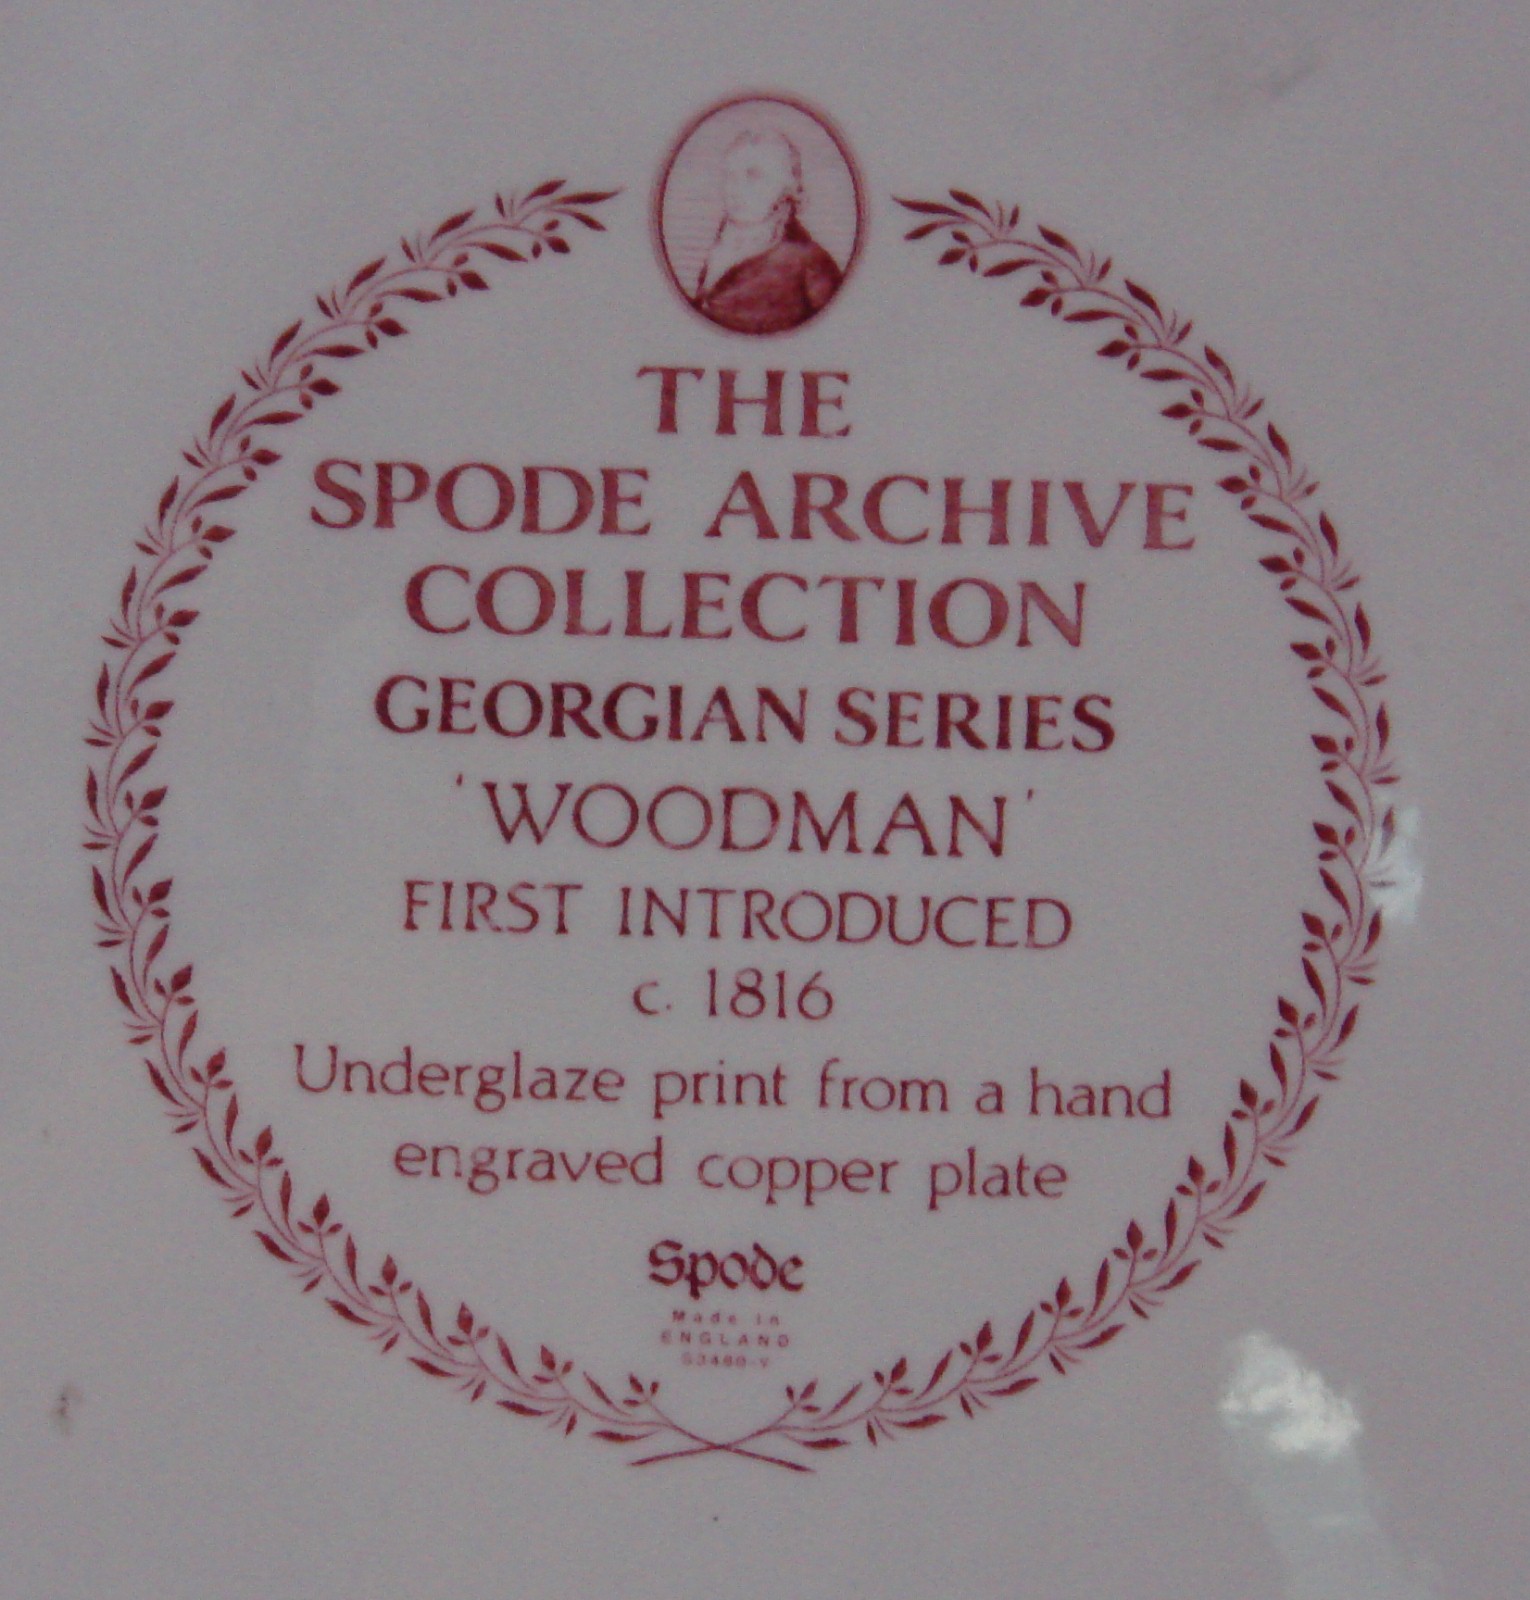 THE
SPODE ARCHIVE
COLLECTION
GEORGIAN SERIES
'WOODMAN'
FIRST INTRODUCED
c. 1816
Underglaze print from a hand
engraved copper plate
Spode
Made in
ENGLAND